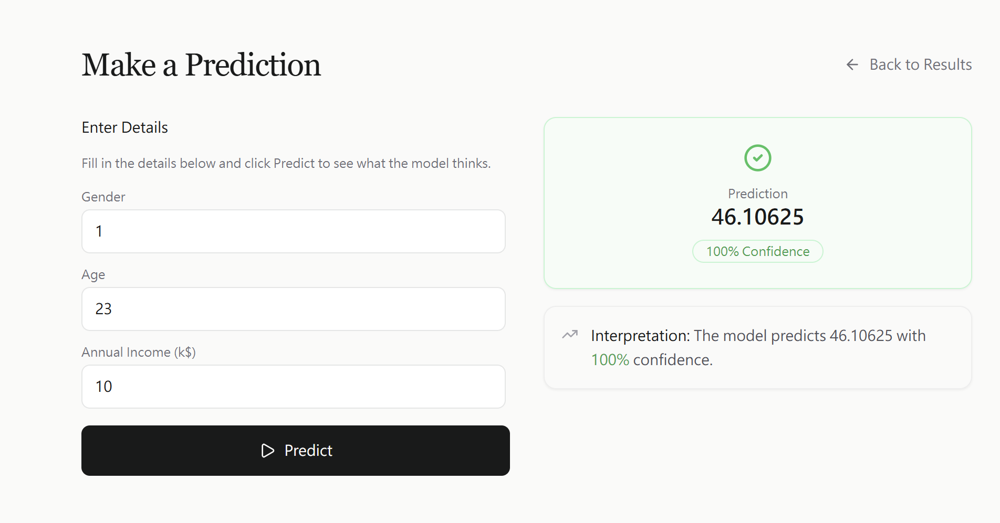 Make a Prediction
Back to Results
Enter Details
Fill in the details below and click Predict to see what the model thinks.
Gender
1
Age
23
Annual Income (k$)
10
Predict
Prediction
46.10625
100% Confidence
Interpretation: The model predicts 46.10625 with
100% confidence.